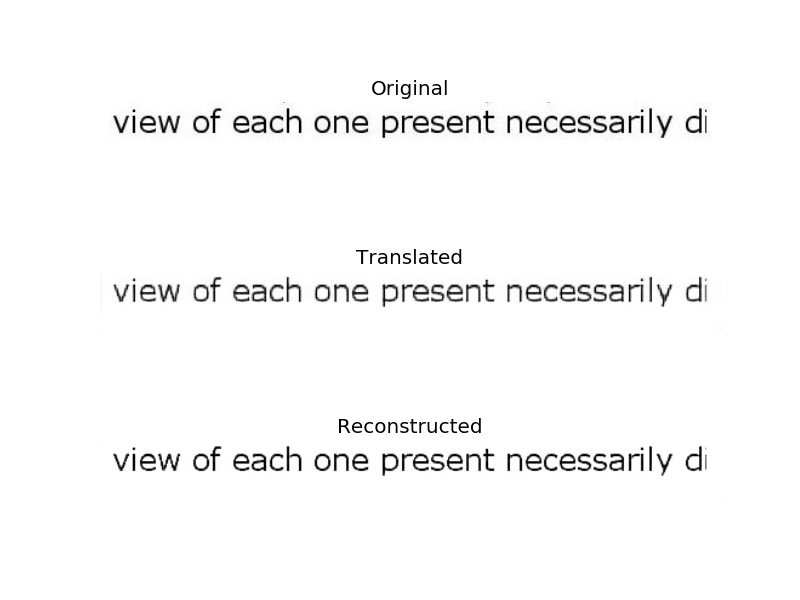 Original
view of each one present necessarily di
Translated
view of each one present necessarily di
Reconstructed
view of each one present necessarily di